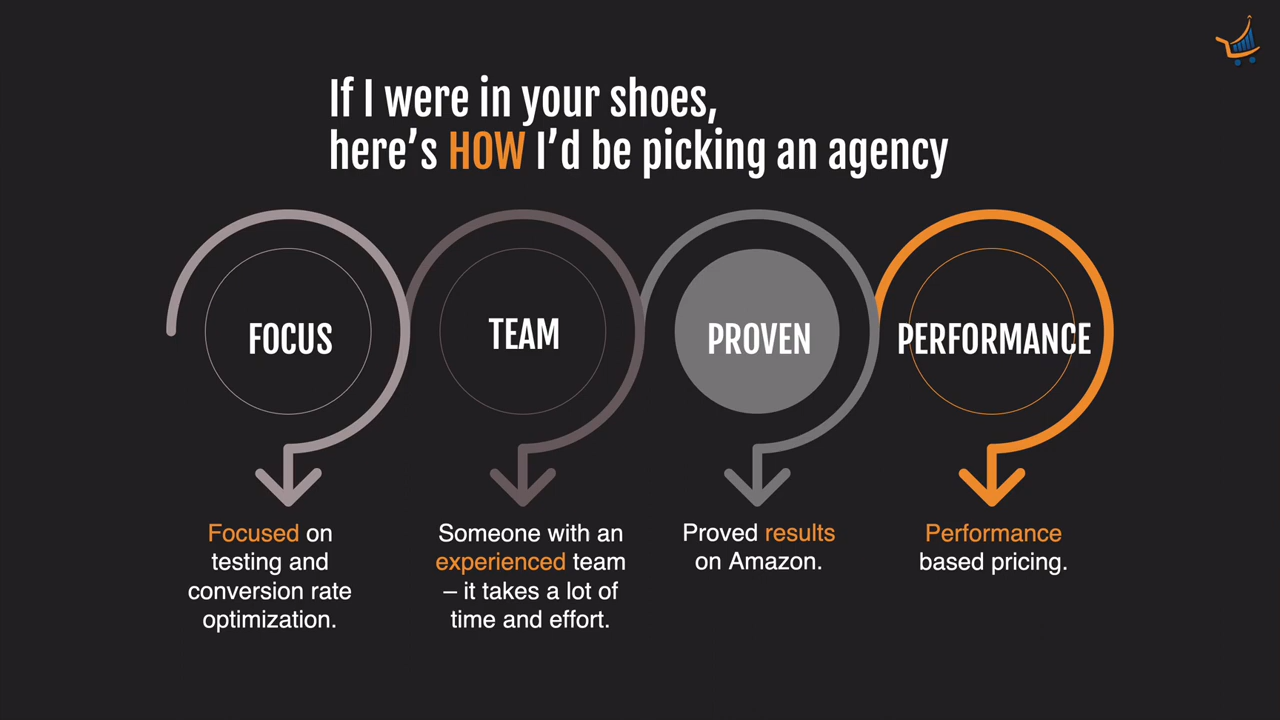 If I were in your shoes,
here's HOW I'd be picking an agency
FOCUS
TEAM
PROVEN
PERFORMANCE
Focused on
testing and
conversion rate
optimization.
Someone with an
experienced team
– it takes a lot of
time and effort.
Proved results
on Amazon.
Performance
based pricing.